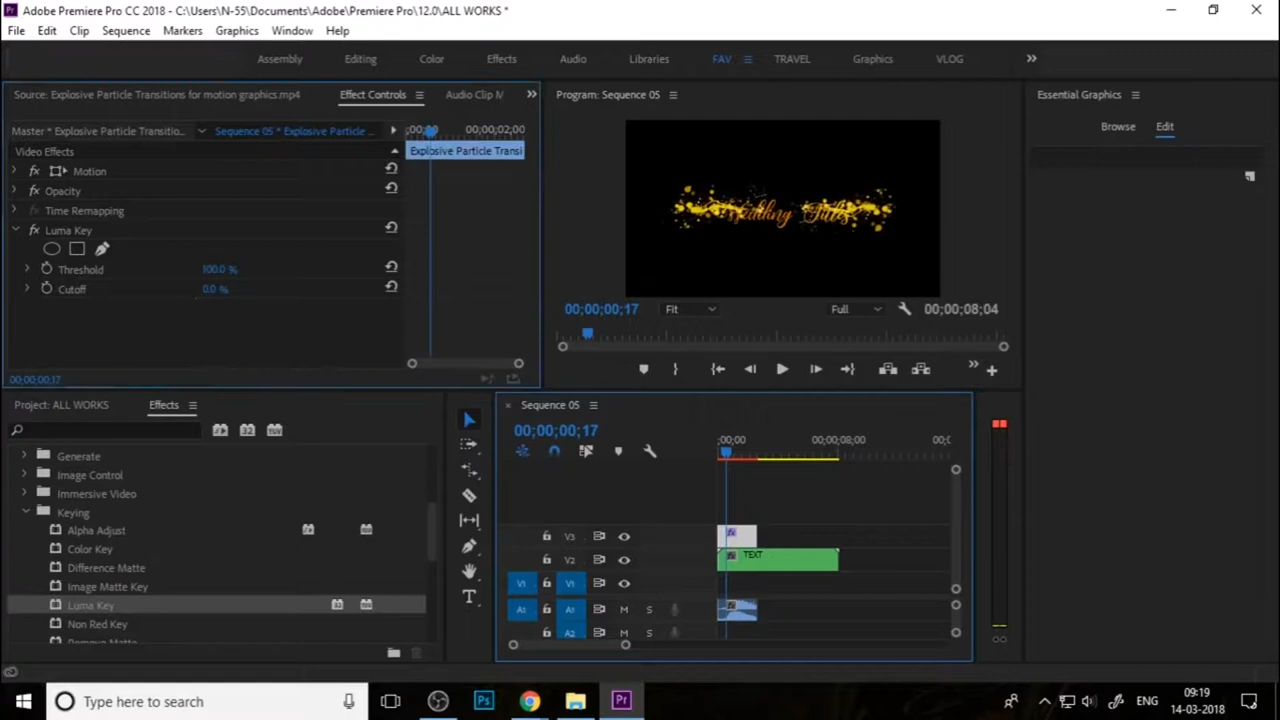 Adobe Premiere Pro CC 2018 - C:\Users\N-55\Documents\Adobe\Premiere Pro\12.0\ALL WORKS *
File Edit Clip Sequence Markers Graphics Window Help
Assembly Editing Color Effects Audio Libraries FAV TRAVEL Graphics VLOG
Source: Explosive Particle Transitions for motion graphics.mp4 Effect Controls Audio Clip M
Program: Sequence 05
Essential Graphics
Master * Explosive Particle Transitio... Sequence 05 * Explosive Particle ...
;00;00 00;00;02;00
Browse Edit
Video Effects
Explosive Particle Transi
fx Motion
fx Opacity
fx Time Remapping
fx Luma Key
Threshold 100.0 %
Cutoff 0.0 %
00;00;00;17
Wedding Titles
00;00;00;17 Fit Full 00;00;08;04
Project: ALL WORKS Effects
Generate
Image Control
Immersive Video
Keying
Alpha Adjust
Color Key
Difference Matte
Image Matte Key
Luma Key
Non Red Key
Remove Matte
Sequence 05
00;00;00;17
;00;00 00;00;08;00 00;0
V3 fx
V2 fx TEXT
V1 V1
A1 A1 M S
A2 M S
Type here to search
Ps
Pr
ENG
09:19
14-03-2018